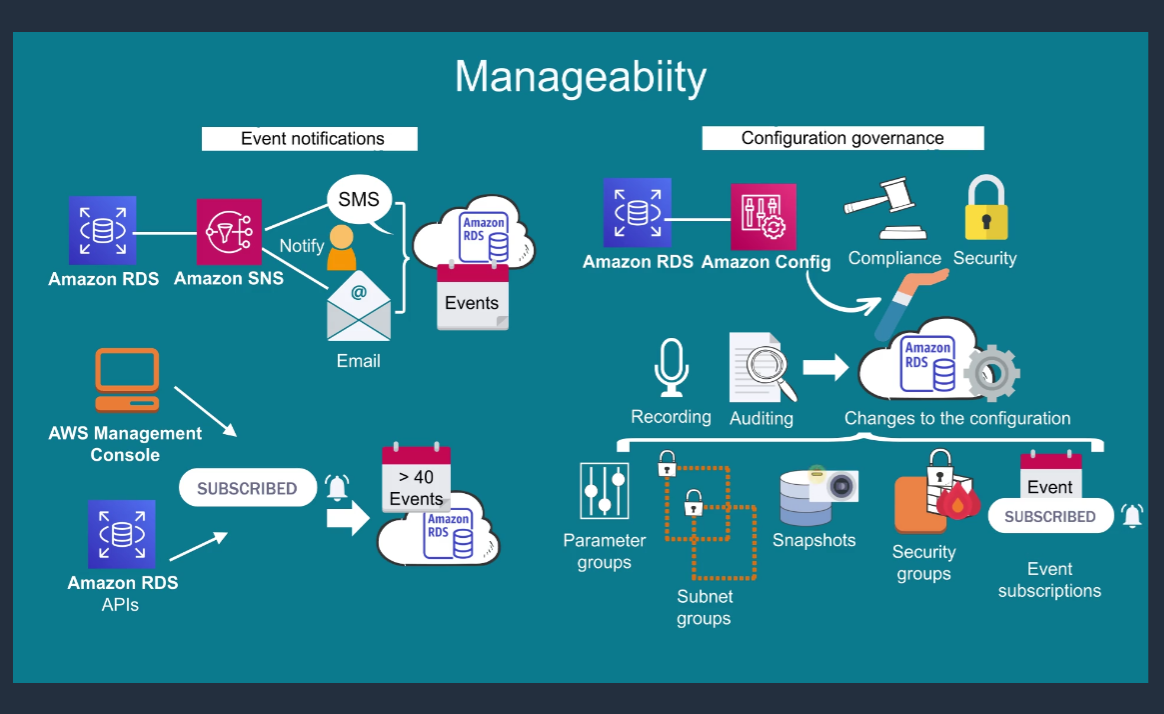 Manageabiity
Event notifications
SMS
Notify
@
Email
Amazon RDS
Amazon SNS
Amazon
RDS
Events
AWS Management
Console
SUBSCRIBED
Amazon RDS
APIs
> 40
Events
Amazon
RDS
Configuration governance
Amazon RDS
Amazon Config
Compliance
Security
Recording
Auditing
Amazon
RDS
Changes to the configuration
Parameter
groups
Subnet
groups
Snapshots
Security
groups
Event
SUBSCRIBED
Event
subscriptions